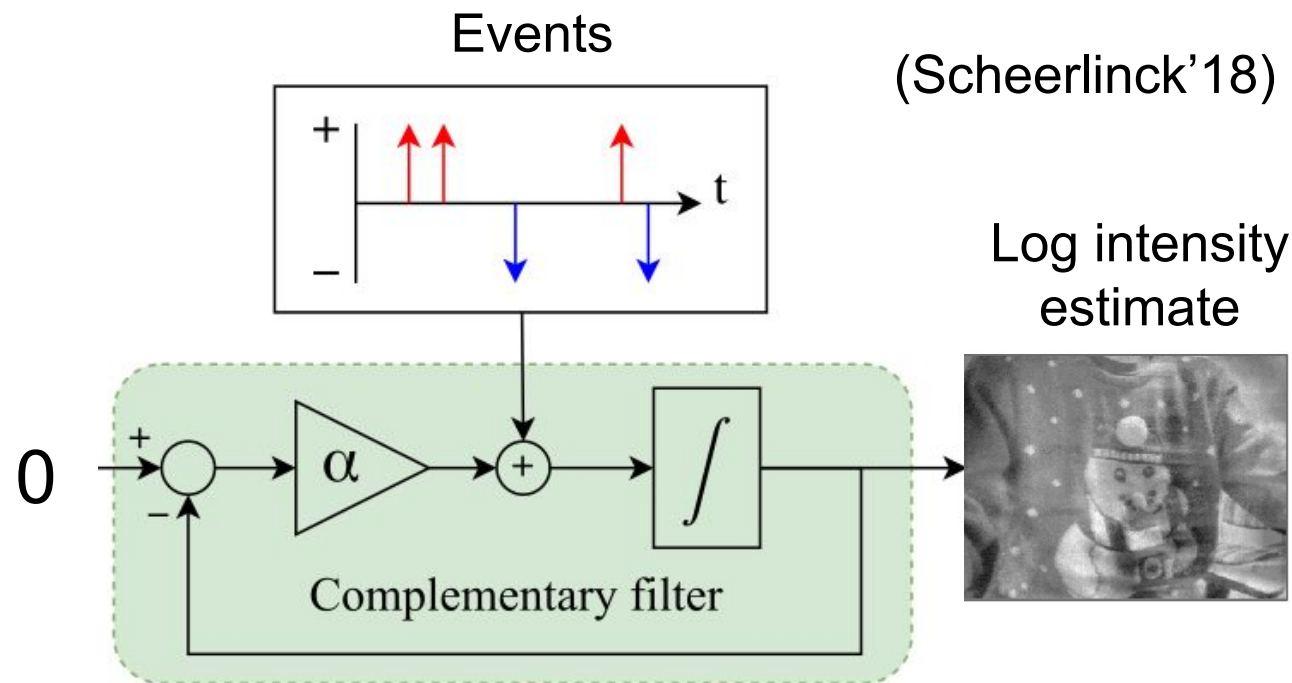 Events
(Scheerlinck’18)
+
t
−
Log intensity
estimate
0
+
−
α
+
∫
Complementary filter